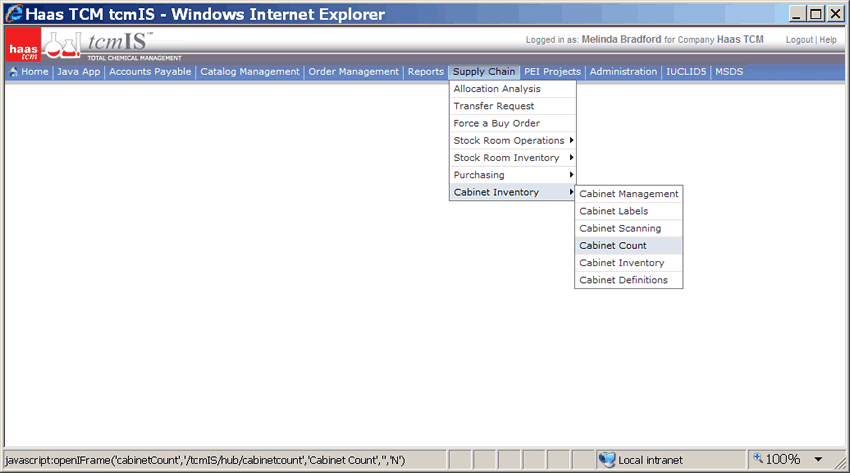 Haas TCM tcmIS - Windows Internet Explorer
haas tcm
tcmIS™
TOTAL CHEMICAL MANAGEMENT
Logged in as: Melinda Bradford for Company Haas TCM Logout | Help
Home | Java App | Accounts Payable | Catalog Management | Order Management | Reports | Supply Chain | PEI Projects | Administration | IUCLID5 | MSDS
Allocation Analysis
Transfer Request
Force a Buy Order
Stock Room Operations
Stock Room Inventory
Purchasing
Cabinet Inventory
Cabinet Management
Cabinet Labels
Cabinet Scanning
Cabinet Count
Cabinet Inventory
Cabinet Definitions
javascript:openIFrame('cabinetCount','/tcmIS/hub/cabinetcount','Cabinet Count','','N') Local intranet 100%